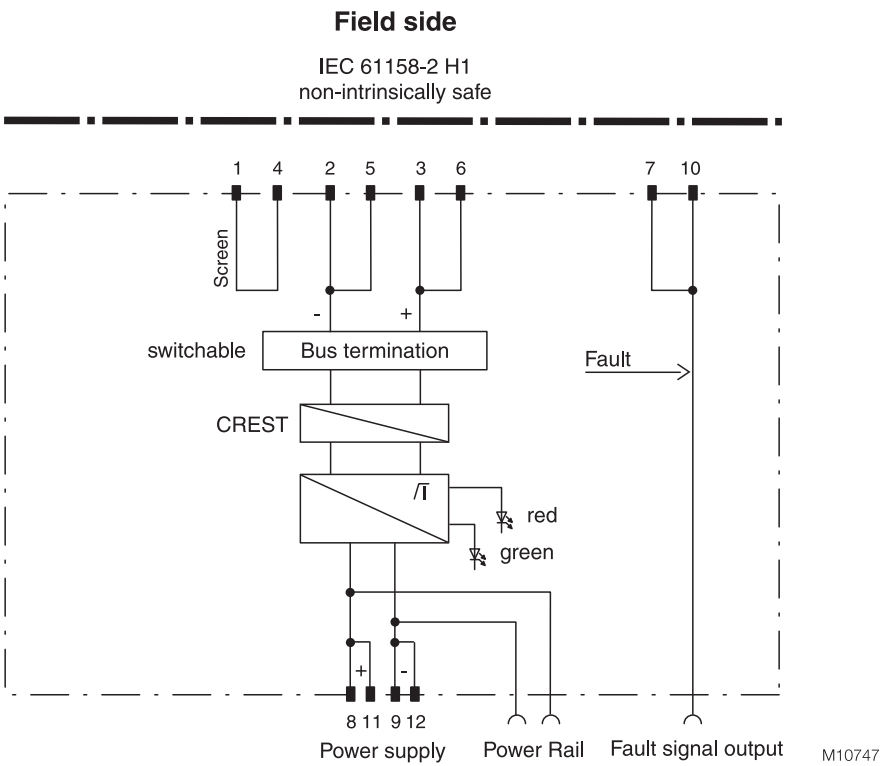 Field side
IEC 61158-2 H1
non-intrinsically safe
1 4 2 5 3 6 7 10
Screen
- +
switchable Bus termination
Fault
CREST
/I
red
green
+ -
8 11 9 12
Power supply Power Rail Fault signal output
M10747